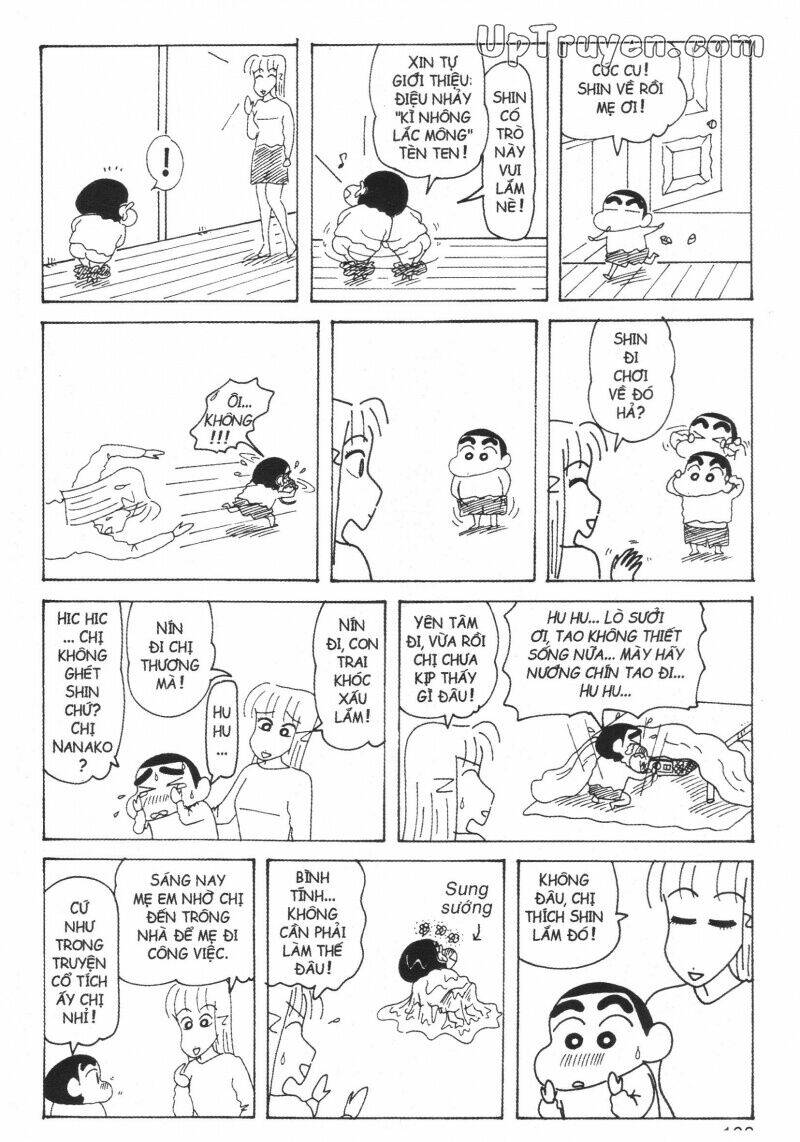 UpTruyen.com
CÚC CU!
SHIN VỀ RỒI
MẸ ƠI!
SHIN
CÓ
TRÒ
NÀY
VUI
LẮM
NÈ!
XIN TỰ
GIỚI THIỆU:
ĐIỆU NHẢY
"KÌ NHÔNG
LẮC MÔNG"
TÈN TEN!
!
SHIN
ĐI
CHƠI
VỀ ĐÓ
HẢ?
ÔI...
KHÔNG
!!!
HU HU... LÒ SƯỞI
ƠI, TAO KHÔNG THIẾT
SỐNG NỮA... MÀY HÃY
NƯỚNG CHÍN TAO ĐI...
HU HU...
YÊN TÂM
ĐI, VỪA RỒI
CHỊ CHƯA
KỊP THẤY
GÌ ĐÂU!
NÍN
ĐI, CON
TRAI
KHÓC
XẤU
LẮM!
HU
HU
...
NÍN
ĐI CHỊ
THƯƠNG
MÀ!
HIC HIC
... CHỊ
KHÔNG
GHÉT
SHIN
CHỨ?
CHỊ
NANAKO
?
KHÔNG
ĐÂU, CHỊ
THÍCH SHIN
LẮM ĐÓ!
Sung
sướng
BÌNH
TĨNH...
KHÔNG
CẦN PHẢI
LÀM THẾ
ĐÂU!
SÁNG NAY
MẸ EM NHỜ CHỊ
ĐẾN TRÔNG
NHÀ ĐỂ MẸ ĐI
CÔNG VIỆC.
CỨ
NHƯ
TRONG
TRUYỆN
CỔ TÍCH
ẤY CHỊ
NHỈ!